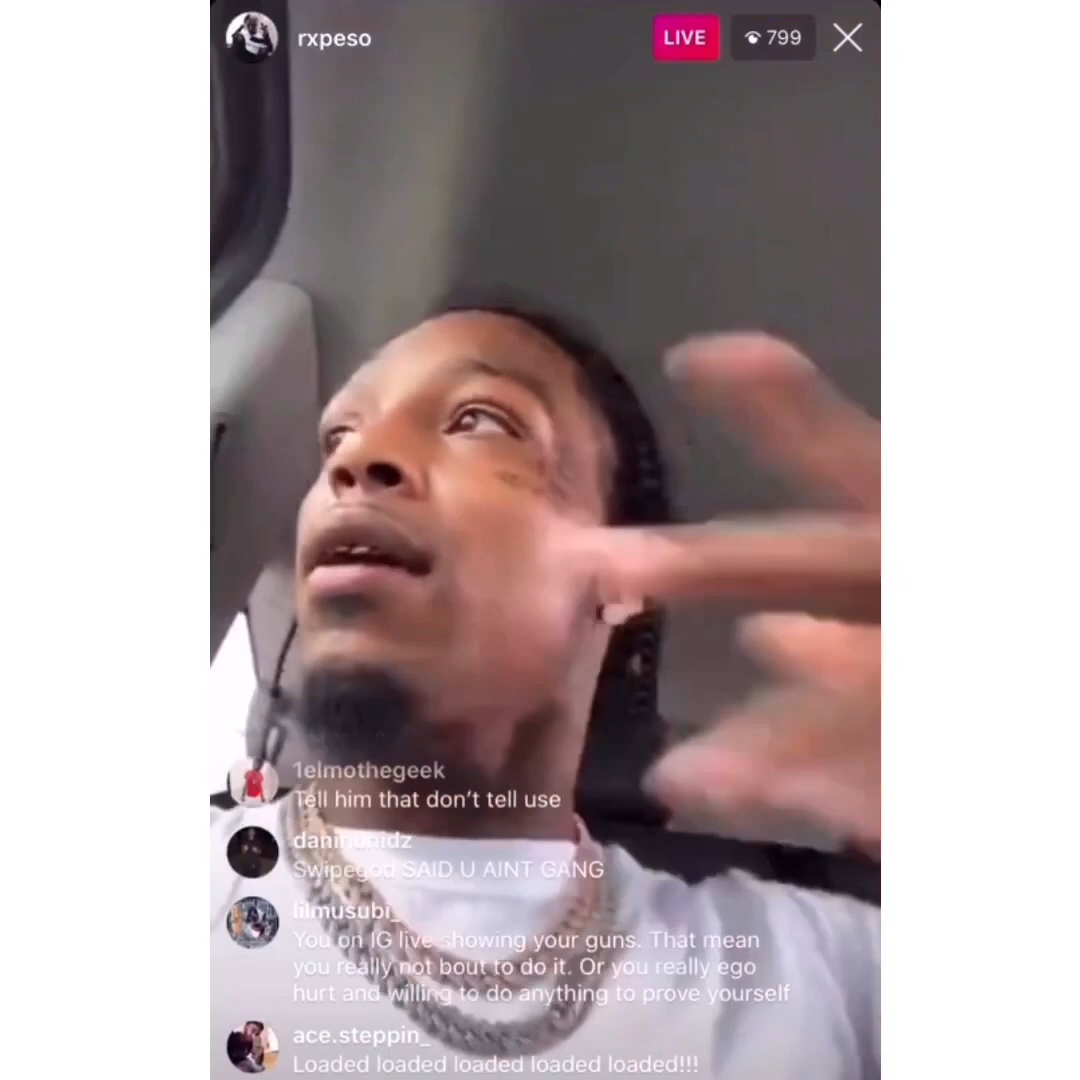 rxpeso
LIVE
799
1elmothegeek
Tell him that don't tell use
Swipegod SAID U AINT GANG
lilmusubi_
You on IG live showing your guns. That mean
you really not bout to do it. Or you really ego
hurt and willing to do anything to prove yourself
ace.steppin_
Loaded loaded loaded loaded loaded!!!